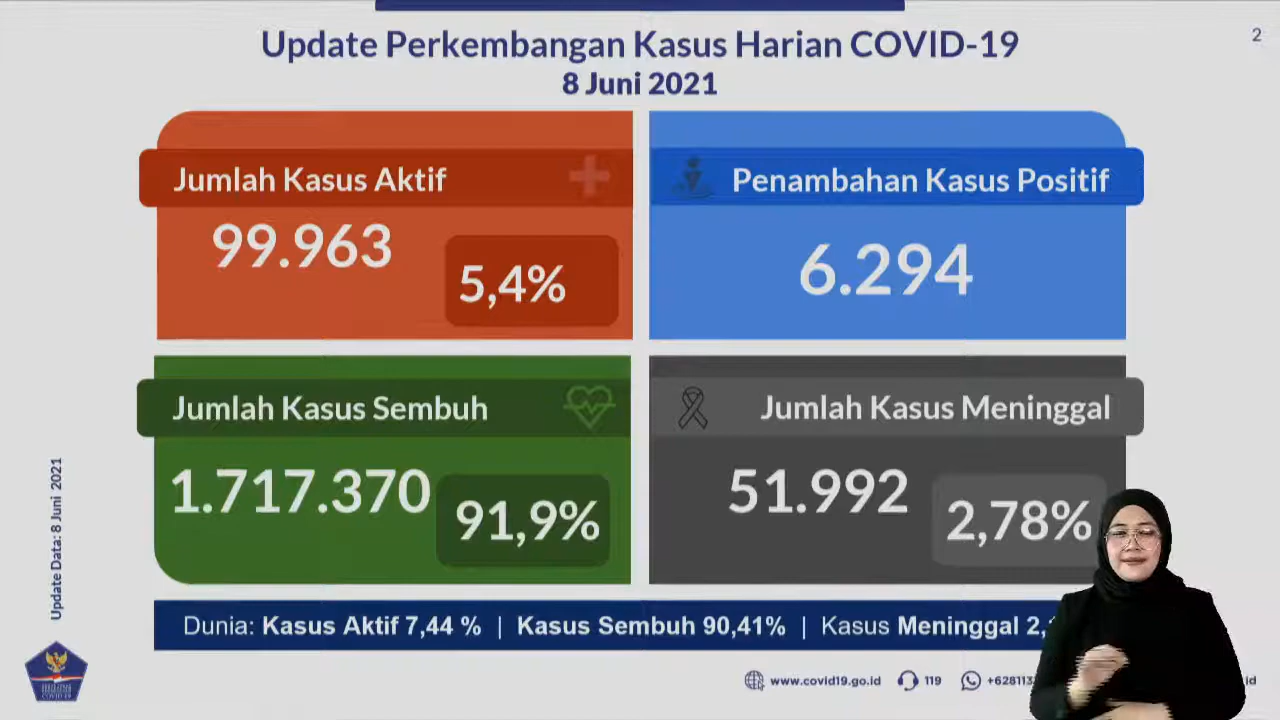 Update Perkembangan Kasus Harian COVID-19
2
8 Juni 2021
Jumlah Kasus Aktif
99.963
5,4%
Penambahan Kasus Positif
6.294
Jumlah Kasus Sembuh
1.717.370
91,9%
Jumlah Kasus Meninggal
51.992
2,78%
Update Data: 8 Juni 2021
Dunia: Kasus Aktif 7,44 % | Kasus Sembuh 90,41% | Kasus Meninggal
COVID-19
www.covid19.go.id
119